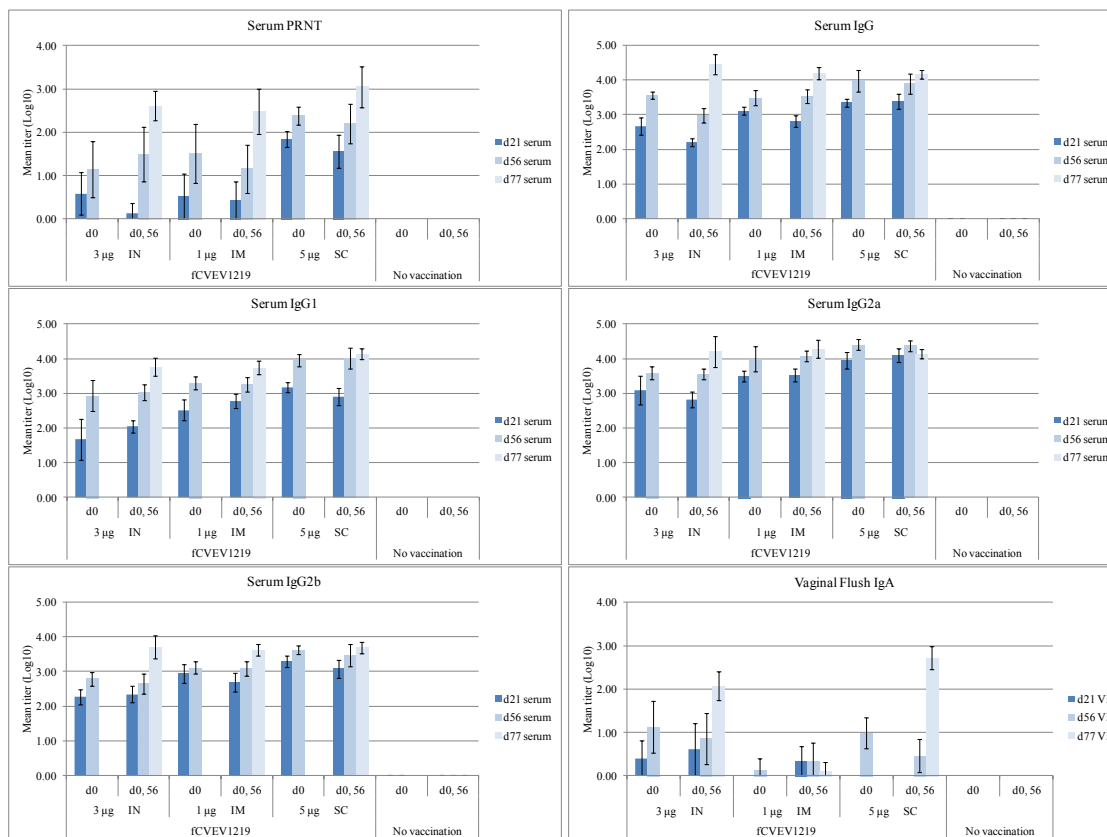 Serum PRNT
Mean titer (Log10)
4.00
3.00
2.00
1.00
0.00
d21 serum
d56 serum
d77 serum
d0 d0, 56 d0 d0, 56 d0 d0, 56 d0 d0, 56
3 µg IN 1 µg IM 5 µg SC
fCVEV1219 No vaccination
Serum IgG
Mean titer (Log10)
5.00
4.00
3.00
2.00
1.00
0.00
d21 serum
d56 serum
d77 serum
d0 d0, 56 d0 d0, 56 d0 d0, 56 d0 d0, 56
3 µg IN 1 µg IM 5 µg SC
fCVEV1219 No vaccination
Serum IgG1
Mean titer (Log10)
5.00
4.00
3.00
2.00
1.00
0.00
d21 serum
d56 serum
d77 serum
d0 d0, 56 d0 d0, 56 d0 d0, 56 d0 d0, 56
3 µg IN 1 µg IM 5 µg SC
fCVEV1219 No vaccination
Serum IgG2a
Mean titer (Log10)
5.00
4.00
3.00
2.00
1.00
0.00
d21 serum
d56 serum
d77 serum
d0 d0, 56 d0 d0, 56 d0 d0, 56 d0 d0, 56
3 µg IN 1 µg IM 5 µg SC
fCVEV1219 No vaccination
Serum IgG2b
Mean titer (Log10)
5.00
4.00
3.00
2.00
1.00
0.00
d21 serum
d56 serum
d77 serum
d0 d0, 56 d0 d0, 56 d0 d0, 56 d0 d0, 56
3 µg IN 1 µg IM 5 µg SC
fCVEV1219 No vaccination
Vaginal Flush IgA
Mean titer (Log10)
4.00
3.00
2.00
1.00
0.00
d21
d56
d77
d0 d0, 56 d0 d0, 56 d0 d0, 56 d0 d0, 56
3 µg IN 1 µg IM 5 µg SC
fCVEV1219 No vaccination